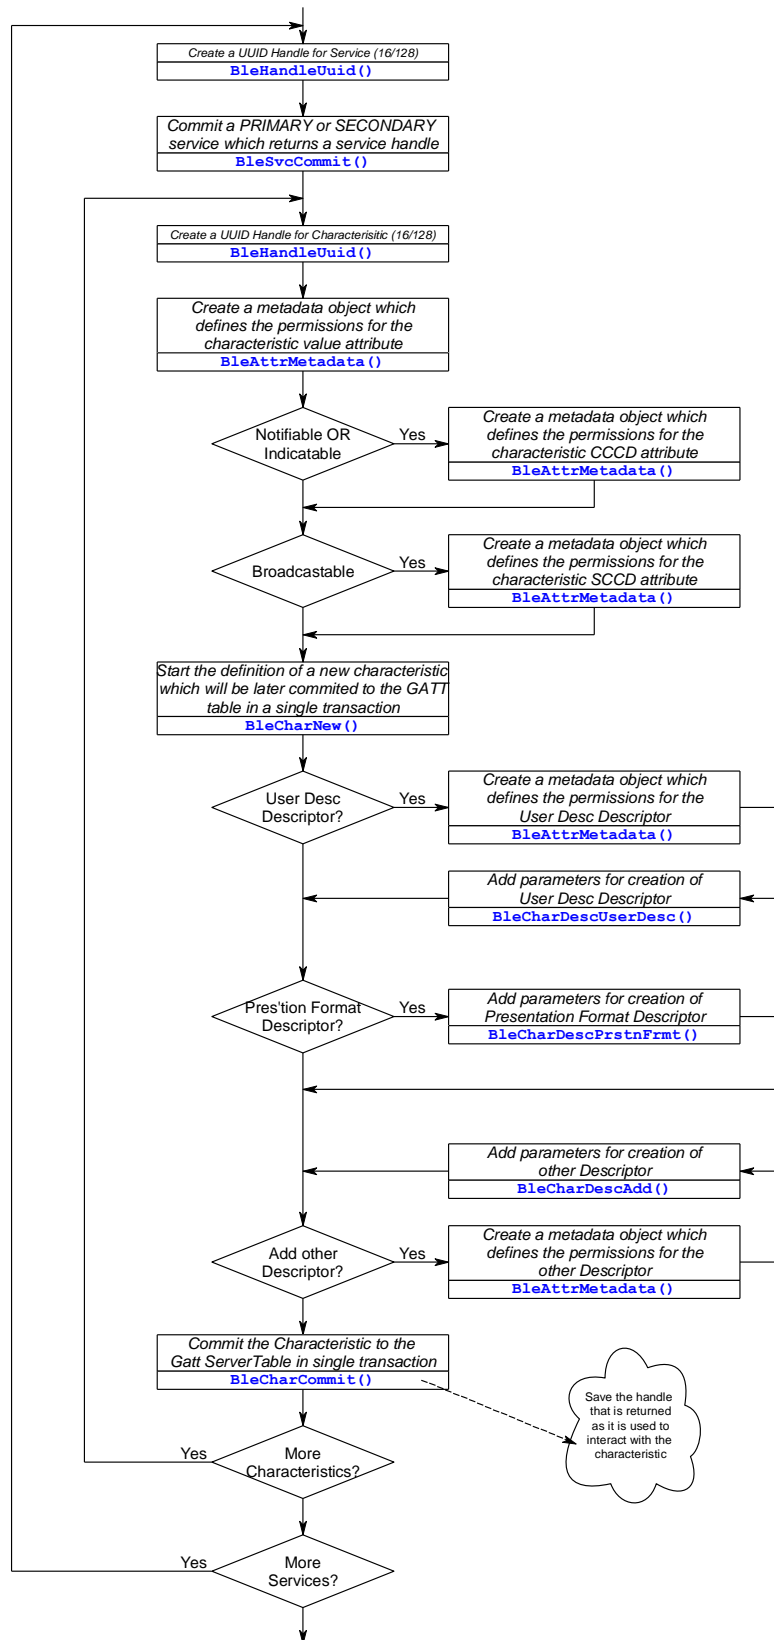 Create a UUID Handle for Service (16/128)
BleHandleUuid()
Commit a PRIMARY or SECONDARY
service which returns a service handle
BleSvcCommit()
Create a UUID Handle for Characterisitic (16/128)
BleHandleUuid()
Create a metadata object which
defines the permissions for the
characteristic value attribute
BleAttrMetadata()
Notifiable OR
Indicatable
Yes
Create a metadata object which
defines the permissions for the
characteristic CCCD attribute
BleAttrMetadata()
Broadcastable
Yes
Create a metadata object which
defines the permissions for the
characteristic SCCD attribute
BleAttrMetadata()
Start the definition of a new characteristic
which will be later commited to the GATT
table in a single transaction
BleCharNew()
User Desc
Descriptor?
Yes
Create a metadata object which
defines the permissions for the
User Desc Descriptor
BleAttrMetadata()
Add parameters for creation of
User Desc Descriptor
BleCharDescUserDesc()
Pres'tion Format
Descriptor?
Yes
Add parameters for creation of
Presentation Format Descriptor
BleCharDescPrstnFrmt()
Add parameters for creation of
other Descriptor
BleCharDescAdd()
Add other
Descriptor?
Yes
Create a metadata object which
defines the permissions for the
other Descriptor
BleAttrMetadata()
Commit the Characteristic to the
Gatt ServerTable in single transaction
BleCharCommit()
Save the handle
that is returned
as it is used to
interact with the
characteristic
Yes
More
Characteristics?
Yes
More
Services?